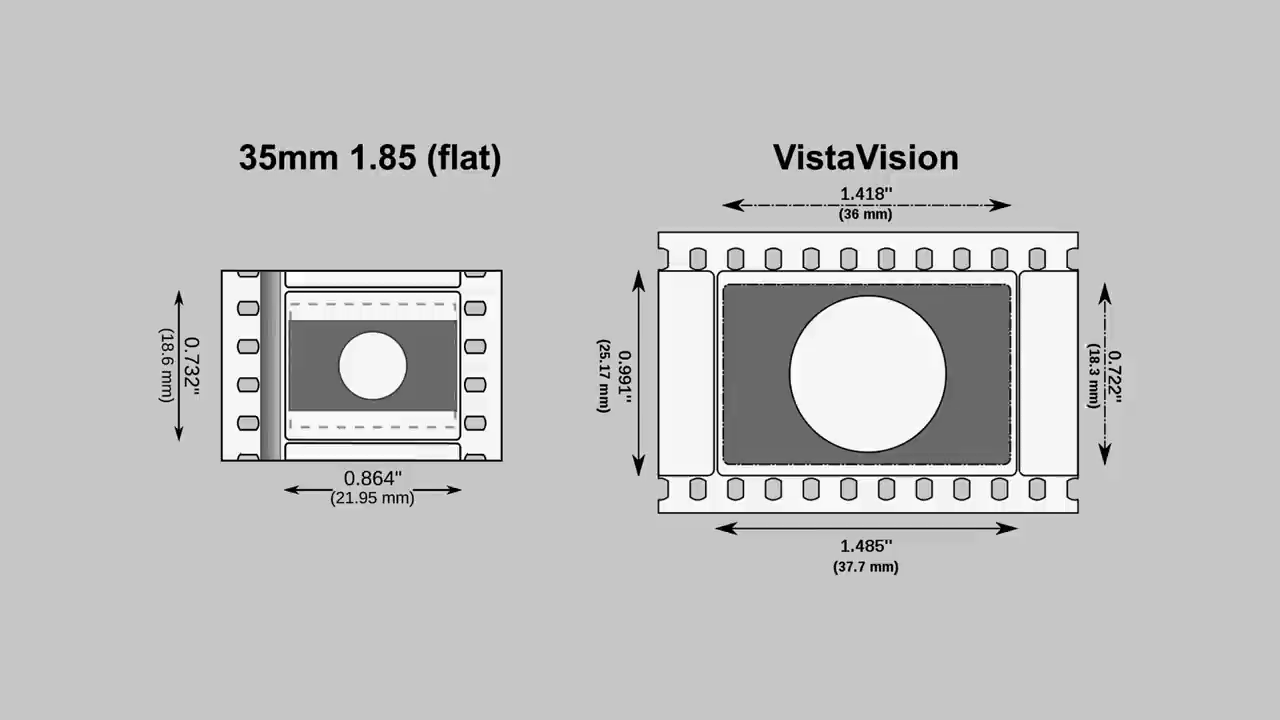 35mm 1.85 (flat)
VistaVision
1.418"
(36 mm)
0.732"
(18.6 mm)
0.991"
(25.17 mm)
0.722"
(18.3 mm)
0.864"
(21.95 mm)
1.485"
(37.7 mm)